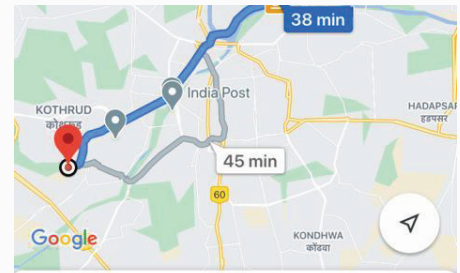 38 min
India Post
KOTHRUD
कोथरूड
HADAPSAR
हडपसर
45 min
60
Google
KONDHWA
कोंढवा